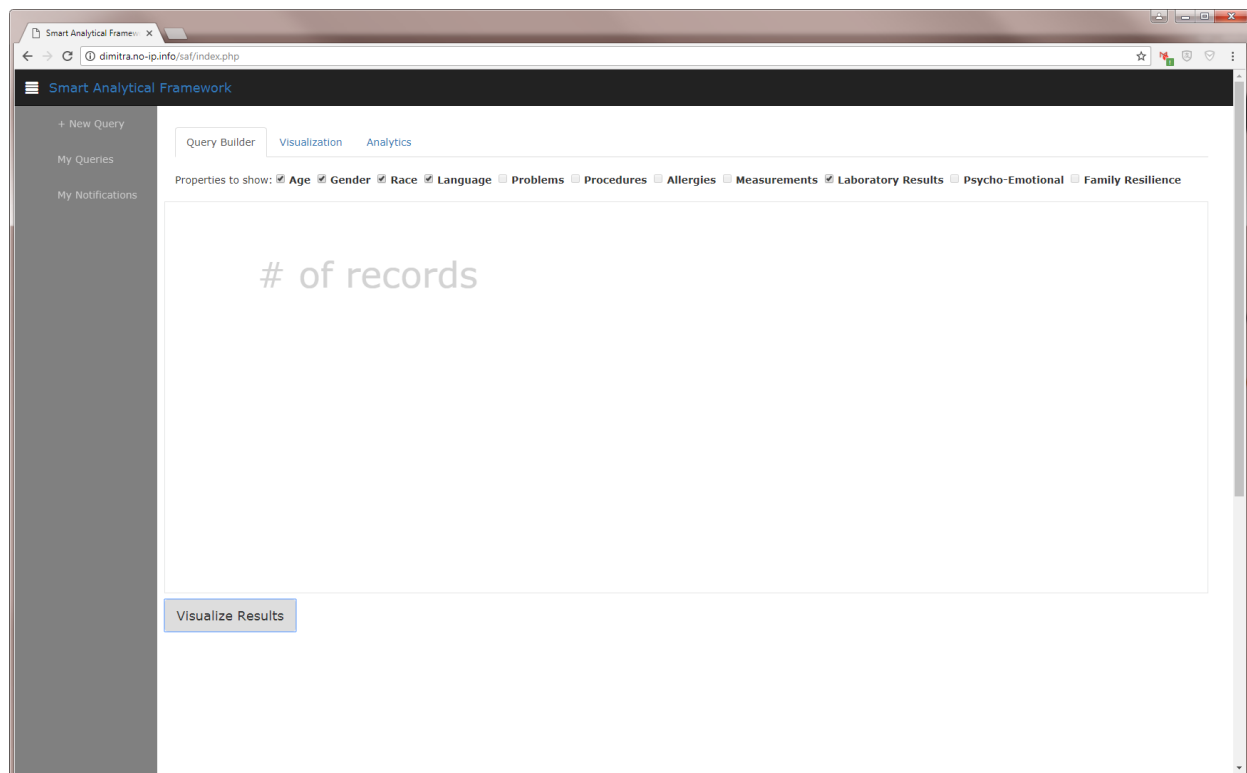 Smart Analytical Framew
dimitra.no-ip.info/saf/index.php
Smart Analytical Framework
+ New Query
My Queries
My Notifications
Query Builder Visualization Analytics
Properties to show: Age Gender Race Language Problems Procedures Allergies Measurements Laboratory Results Psycho-Emotional Family Resilience
# of records
Visualize Results